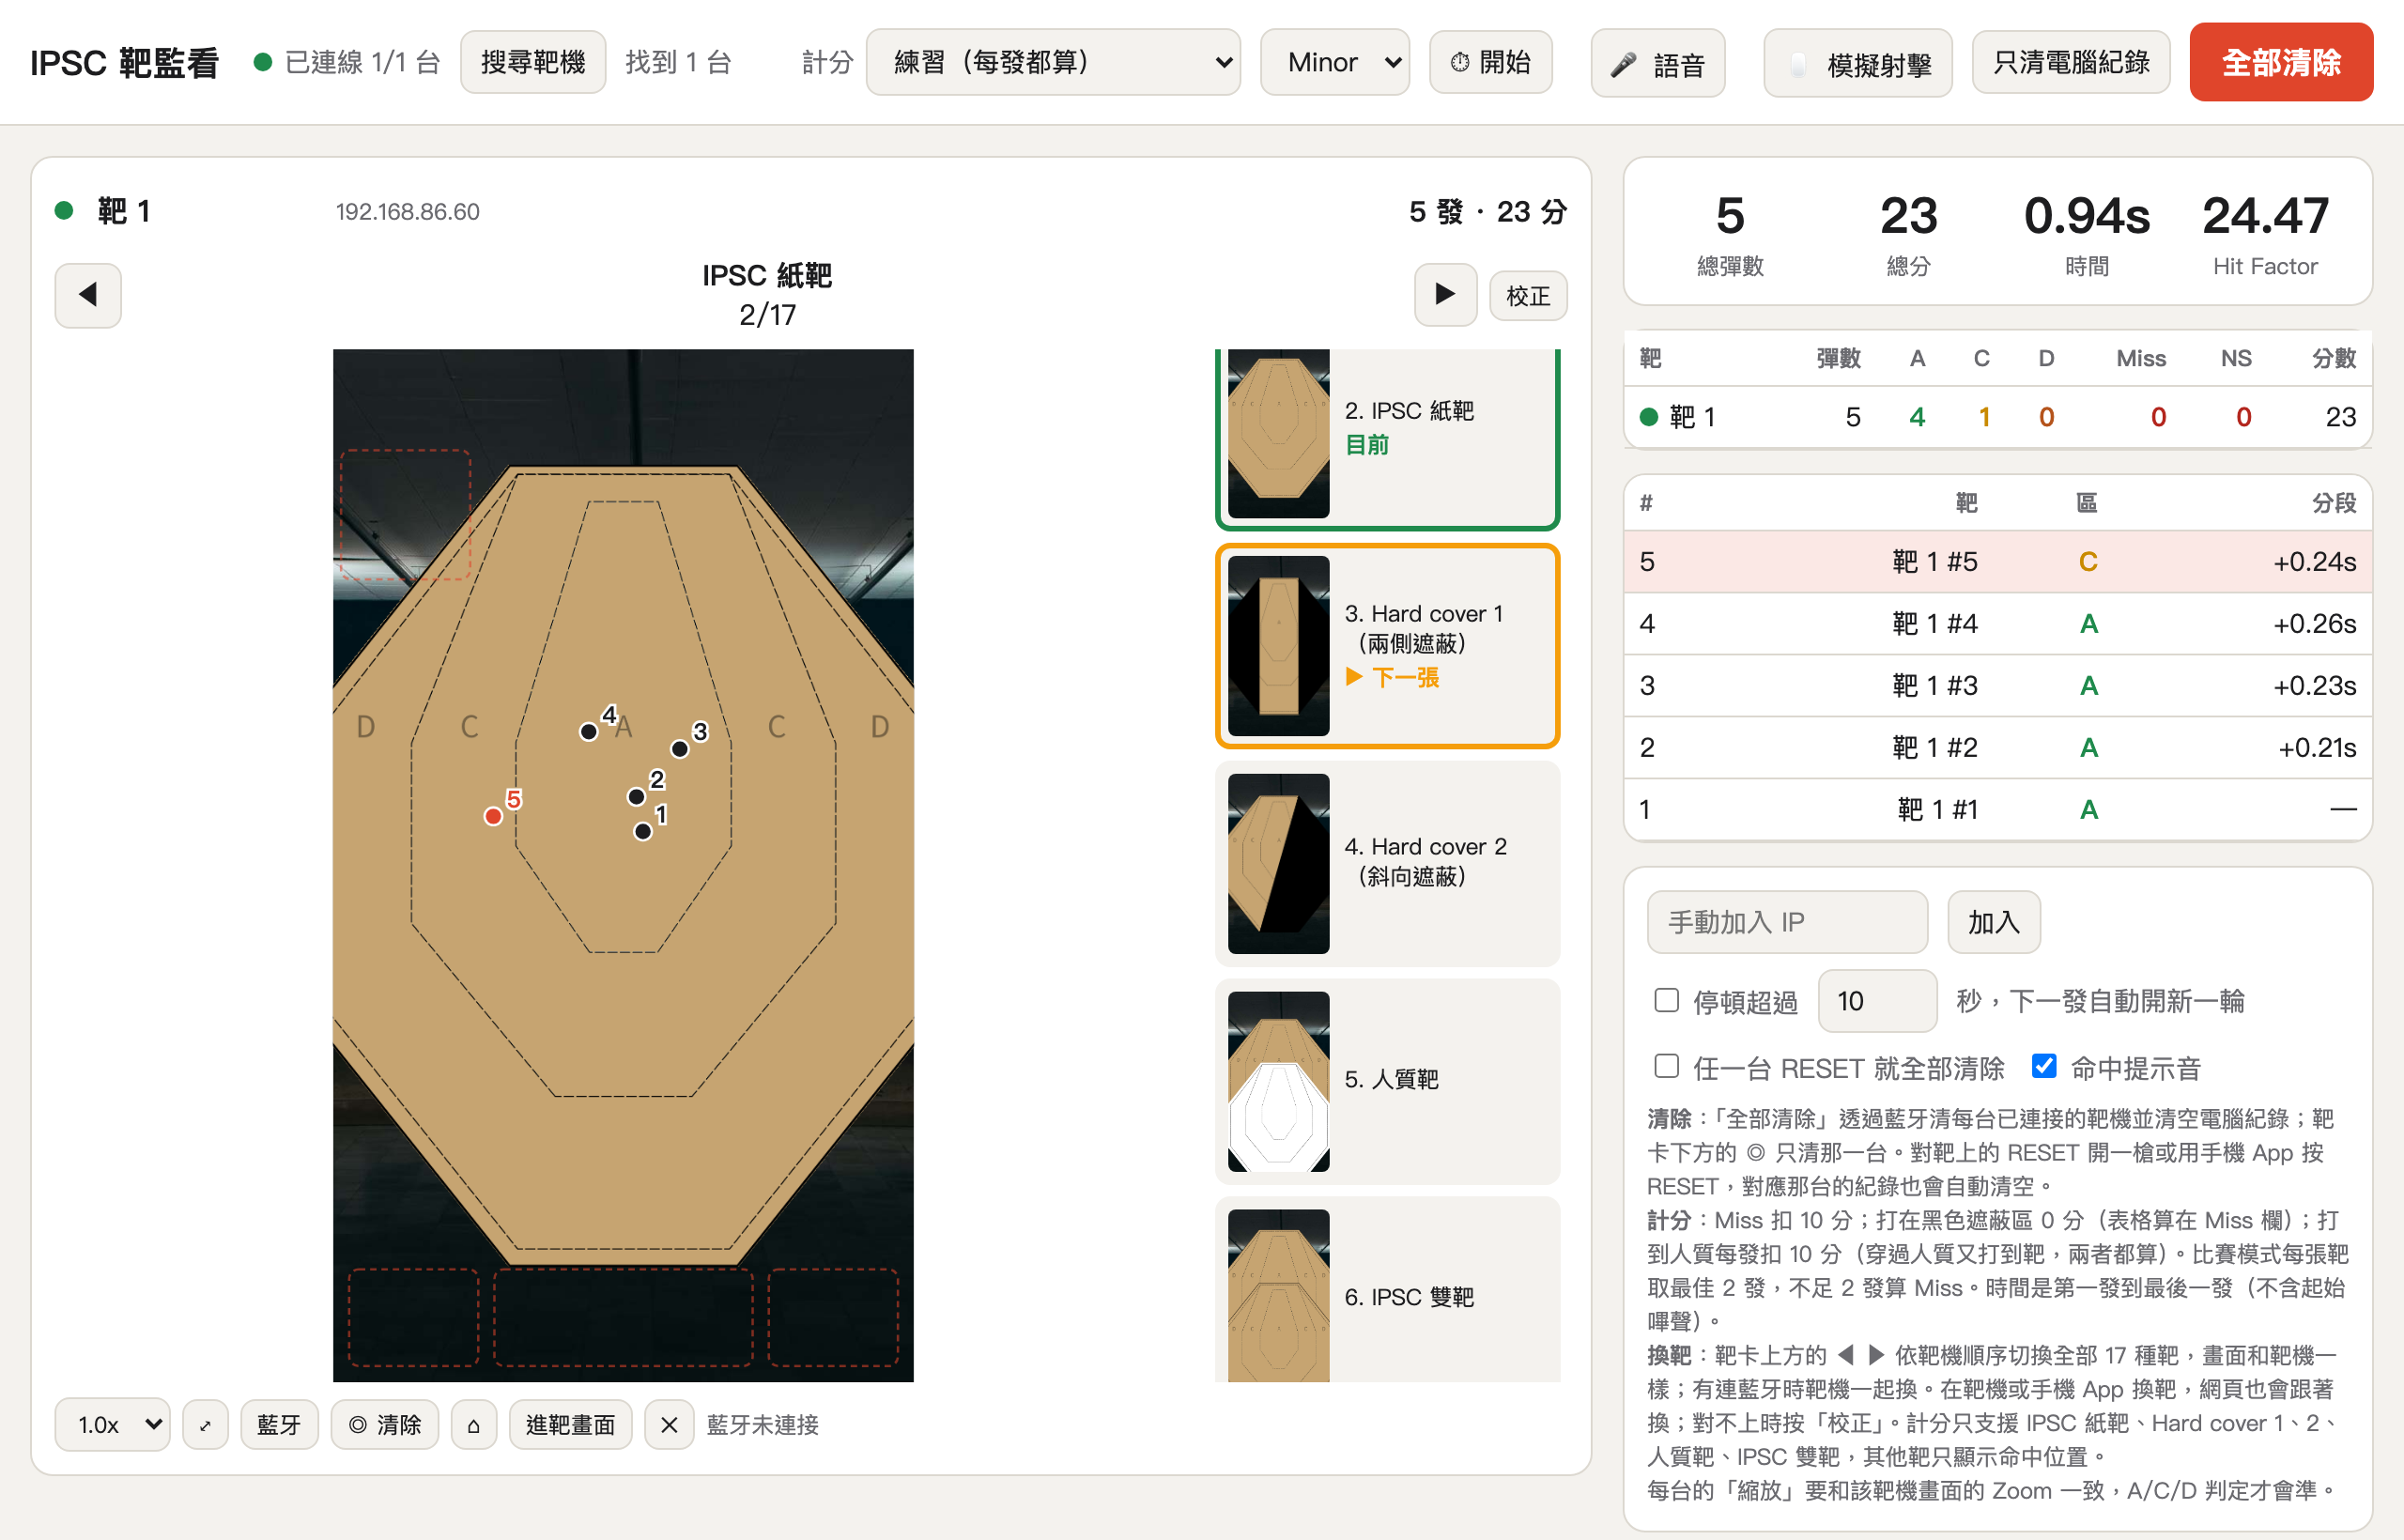 IPSC 靶監看
已連線 1/1 台
搜尋靶機
找到 1 台
計分
練習（每發都算）
Minor
⏱ 開始
🎤 語音
模擬射擊
只清電腦紀錄
全部清除
靶 1
192.168.86.60
5 發 · 23 分
◀
IPSC 紙靶
2/17
▶
校正
D C A C D
4
3
2
1
5
2. IPSC 紙靶
目前
3. Hard cover 1
（兩側遮蔽）
▶ 下一張
4. Hard cover 2
（斜向遮蔽）
5. 人質靶
6. IPSC 雙靶
1.0x
⤢
藍牙
◎ 清除
⌂
進靶畫面
✕
藍牙未連接
5 23 0.94s 24.47
總彈數 總分 時間 Hit Factor
靶 彈數 A C D Miss NS 分數
靶 1 5 4 1 0 0 0 23
# 靶 區 分段
5 靶 1 #5 C +0.24s
4 靶 1 #4 A +0.26s
3 靶 1 #3 A +0.23s
2 靶 1 #2 A +0.21s
1 靶 1 #1 A —
手動加入 IP
加入
停頓超過 10 秒，下一發自動開新一輪
任一台 RESET 就全部清除 命中提示音
清除：「全部清除」透過藍牙清每台已連接的靶機並清空電腦紀錄；靶
卡下方的 ◎ 只清那一台。對靶上的 RESET 開一槍或用手機 App 按
RESET，對應那台的紀錄也會自動清空。
計分：Miss 扣 10 分；打在黑色遮蔽區 0 分（表格算在 Miss 欄）；打
到人質每發扣 10 分（穿過人質又打到靶，兩者都算）。比賽模式每張靶
取最佳 2 發，不足 2 發算 Miss。時間是第一發到最後一發（不含起始
嗶聲）。
換靶：靶卡上方的 ◀ ▶ 依靶機順序切換全部 17 種靶，畫面和靶機一
樣；有連藍牙時靶機一起換。在靶機或手機 App 換靶，網頁也會跟著
換；對不上時按「校正」。計分只支援 IPSC 紙靶、Hard cover 1、2、
人質靶、IPSC 雙靶，其他靶只顯示命中位置。
每台的「縮放」要和該靶機畫面的 Zoom 一致，A/C/D 判定才會準。